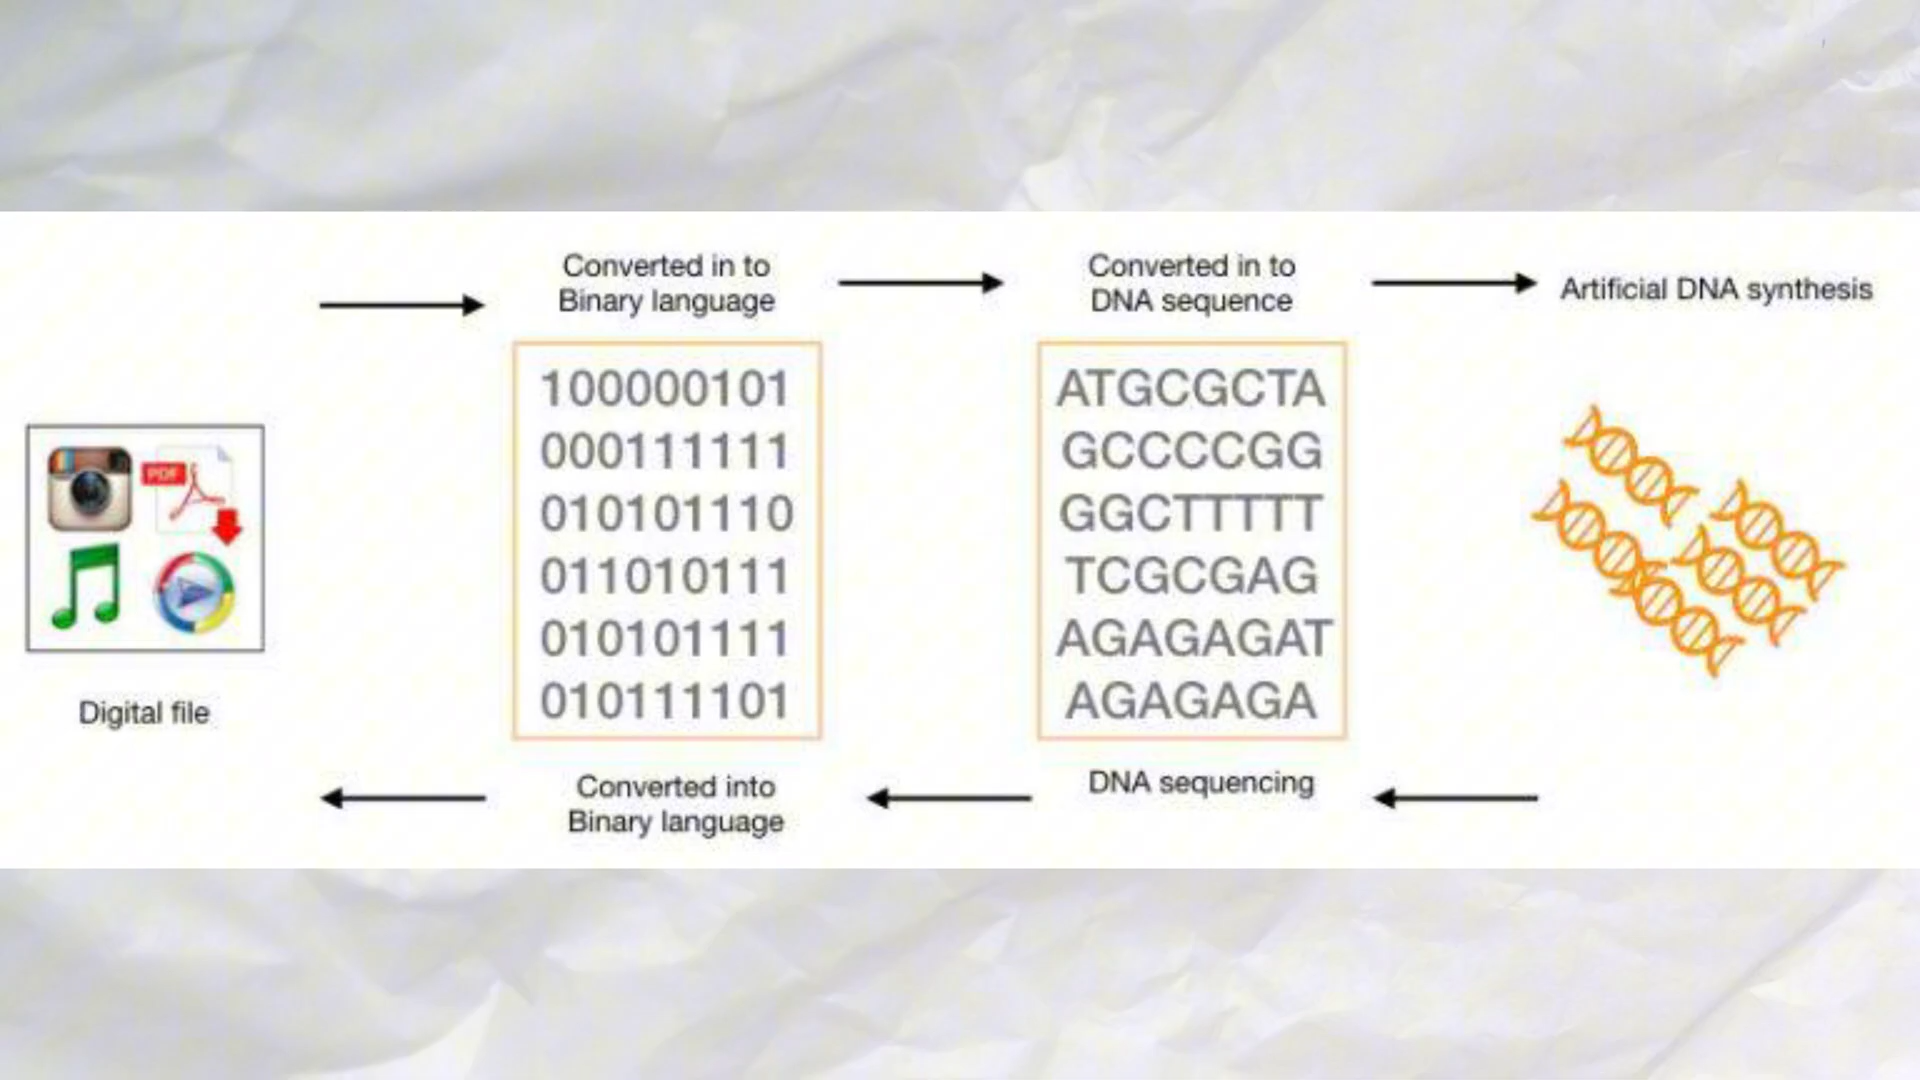 Converted in to
Binary language
Converted in to
DNA sequence
Artificial DNA synthesis
100000101
000111111
010101110
011010111
010101111
010111101
ATGCGCTA
GCCCCGG
GGCTTTTT
TCGCGAG
AGAGAGAT
AGAGAGA
PDF
Digital file
Converted into
Binary language
DNA sequencing